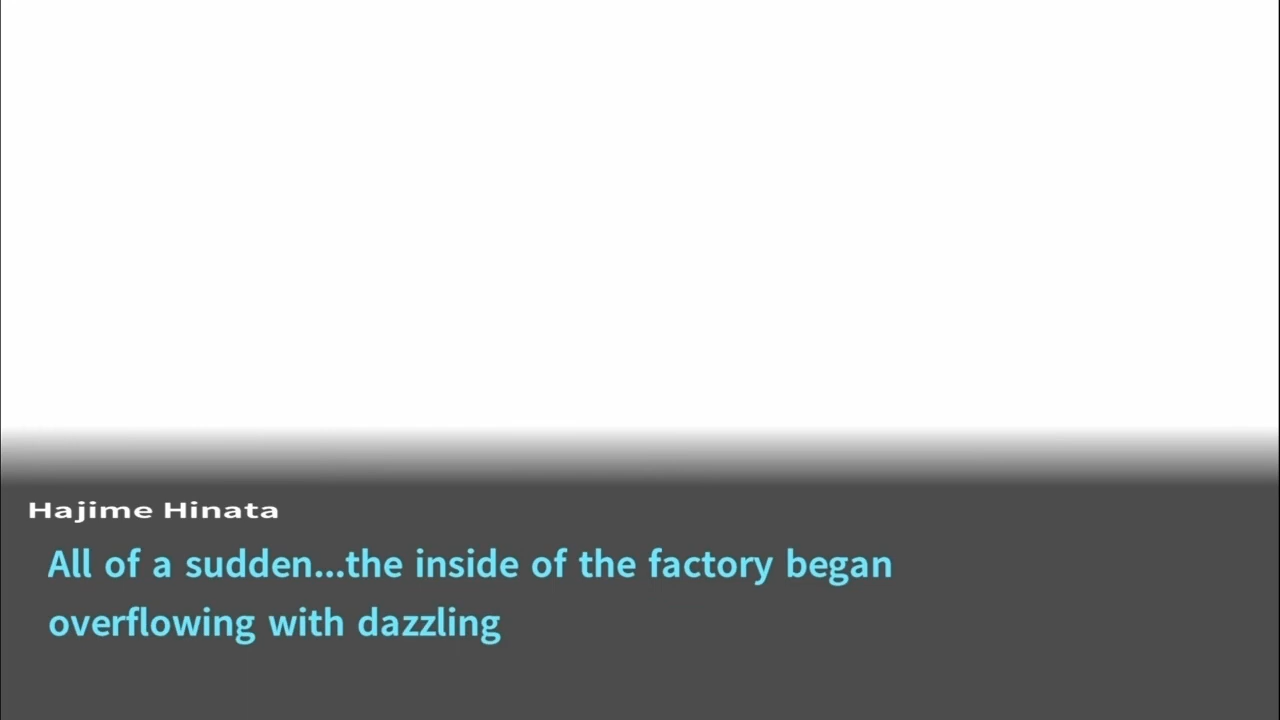 Hajime Hinata
All of a sudden...the inside of the factory began
overflowing with dazzling